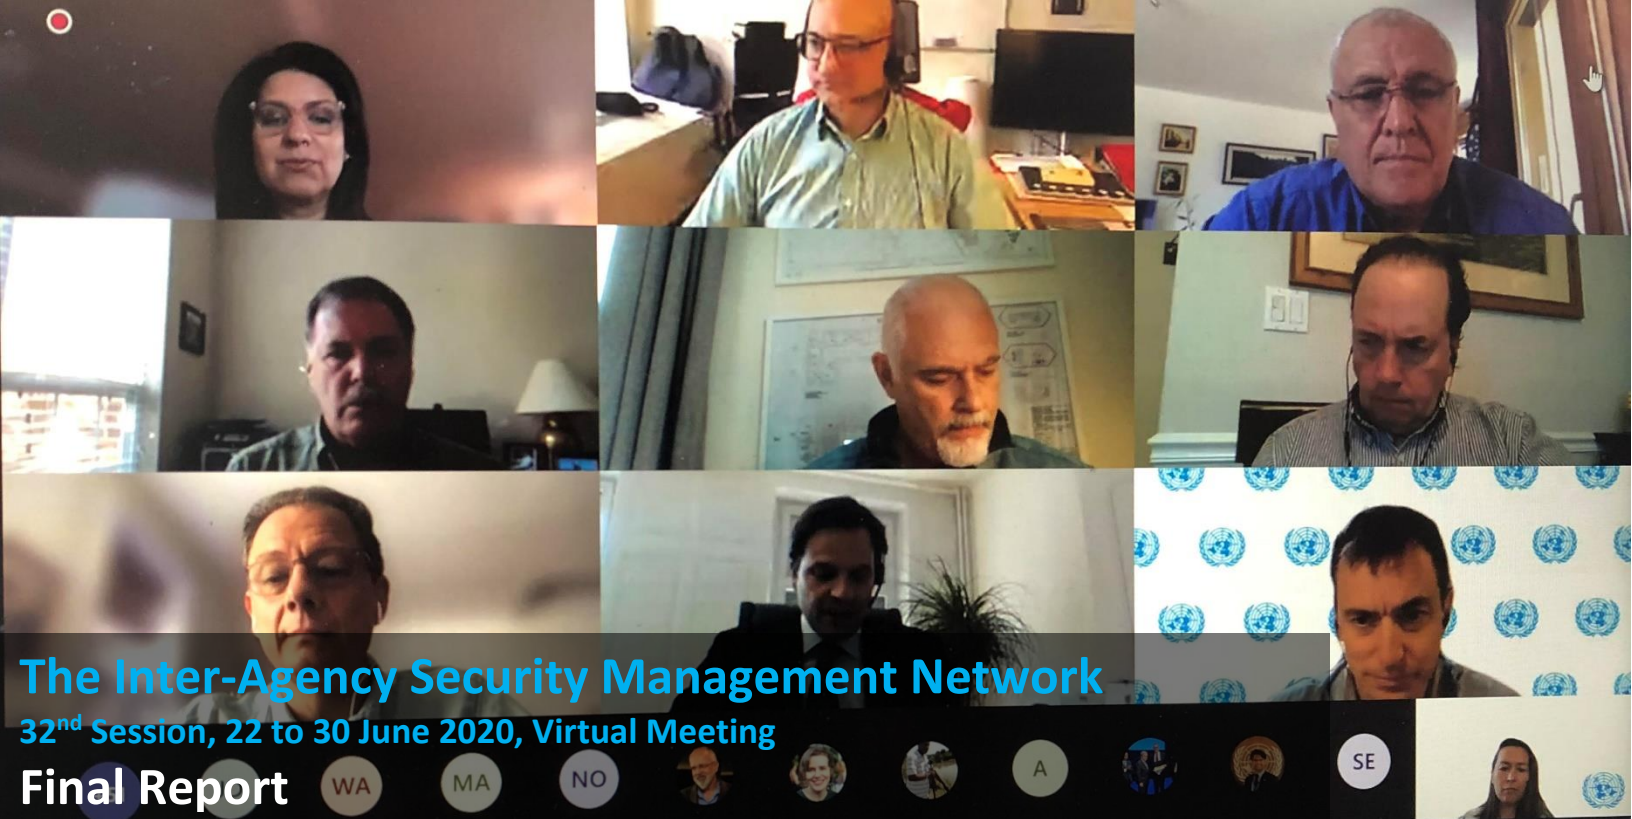 The Inter-Agency Security Management Network
32nd Session, 22 to 30 June 2020, Virtual Meeting
Final Report
WA
MA
NO
A
SE